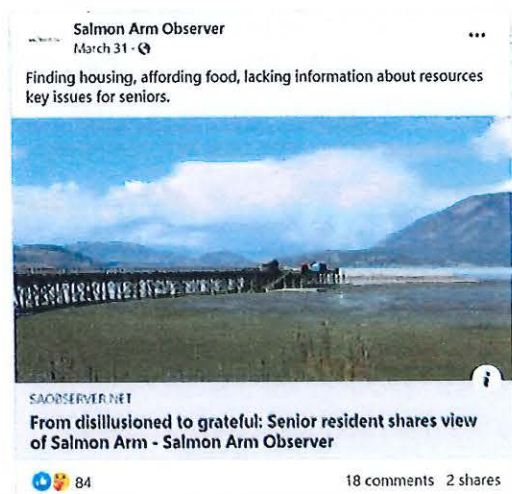 Salmon Arm Observer
March 31 ·
...
Finding housing, affording food, lacking information about resources
key issues for seniors.
i
SAOBSERVER.NET
From disillusioned to grateful: Senior resident shares view
of Salmon Arm - Salmon Arm Observer
84
18 comments 2 shares